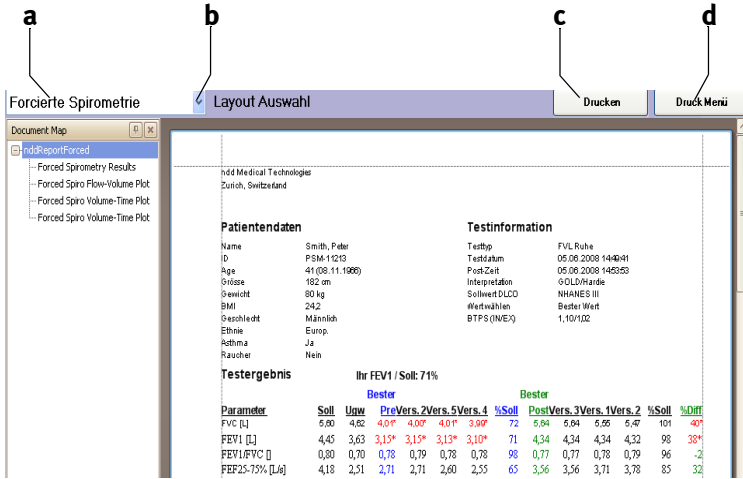 a b c d
Forcierte Spirometrie Layout Auswahl Drucken Druck Menü
Document Map
nddReportForced
Forced Spirometry Results
Forced Spiro Flow-Volume Plot
Forced Spiro Volume-Time Plot
Forced Spiro Volume-Time Plot
ndd Medical Technologies
Zurich, Switzerland
Patientendaten Testinformation
Name Smith, Peter Testtyp FVL Ruhe
ID PSM-11213 Testdatum 05.06.2008 14:49:41
Age 41 (08.11.1966) Post-Zeit 05.06.2008 14:53:53
Grösse 182 cm Interpretation GOLD/Hardie
Gewicht 80 kg Sollwert DLCO NHANES III
BMI 24,2 Wert wählen Bester Wert
Geschlecht Männlich BTPS (IN/EX) 1,10/1,02
Ethnie Europ.
Asthma Ja
Raucher Nein
Testergebnis Ihr FEV1 / Soll: 71%
Bester Bester
Parameter Soll Ugw Pre Vers. 2 Vers. 5 Vers. 4 %Soll Post Vers. 3 Vers. 1 Vers. 2 %Soll %Diff
FVC [L] 5,60 4,62 4,01* 4,00* 4,01* 3,99* 72 5,64 5,64 5,55 5,47 101 40*
FEV1 [L] 4,45 3,63 3,15* 3,15* 3,13* 3,10* 71 4,34 4,34 4,34 4,32 98 38*
FEV1/FVC [] 0,80 0,70 0,78 0,79 0,78 0,78 98 0,77 0,77 0,78 0,79 96 -2
FEF25-75% [L/s] 4,18 2,51 2,71 2,71 2,60 2,55 65 3,56 3,56 3,71 3,78 85 32